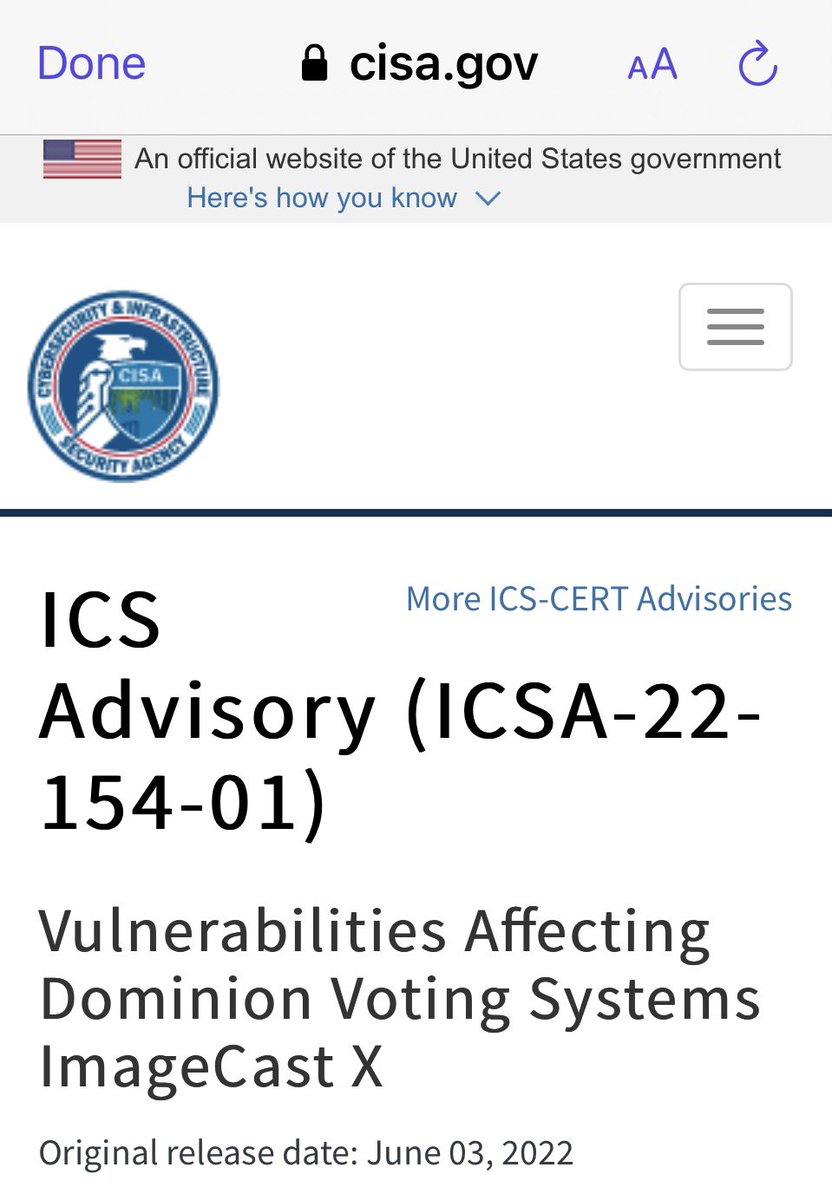 Done cisa.gov AA
An official website of the United States government
Here's how you know
CYBERSECURITY & INFRASTRUCTURE
CISA
SECURITY AGENCY
More ICS-CERT Advisories
ICS
Advisory (ICSA-22-
154-01)
Vulnerabilities Affecting
Dominion Voting Systems
ImageCast X
Original release date: June 03, 2022